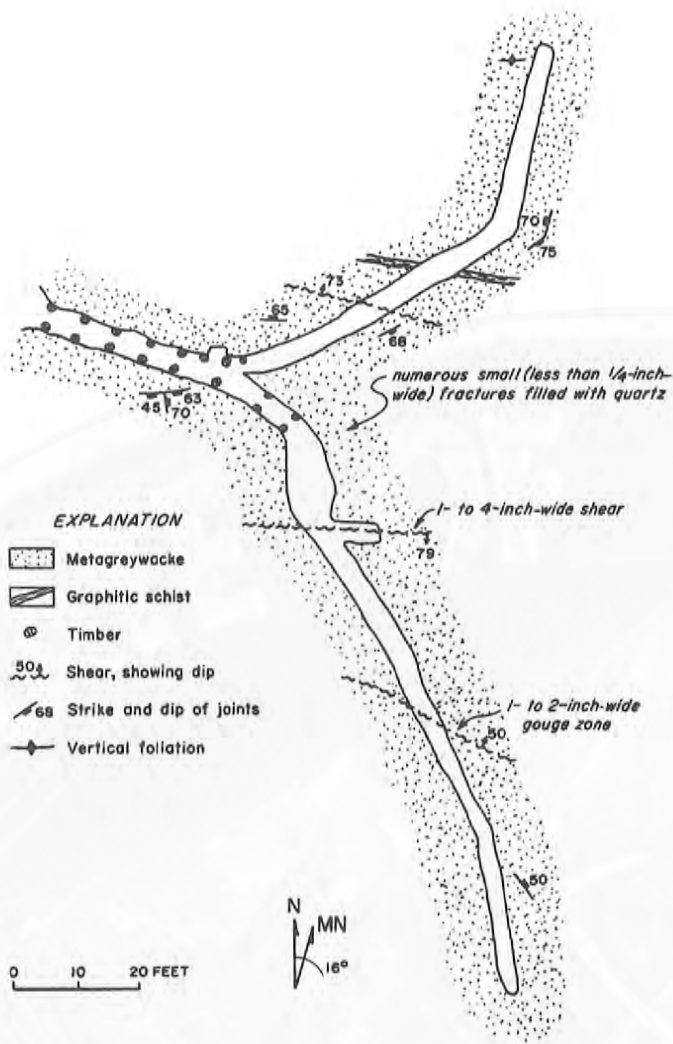 70
75
73
65
68
numerous small (less than 1/4-inch-
wide) fractures filled with quartz
45
70
63
EXPLANATION
Metagreywacke
Graphitic schist
Timber
50
Shear, showing dip
68
Strike and dip of joints
Vertical foliation
1- to 4-inch-wide shear
79
1- to 2-inch-wide
gouge zone
50
50
N
MN
16°
0 10 20 FEET